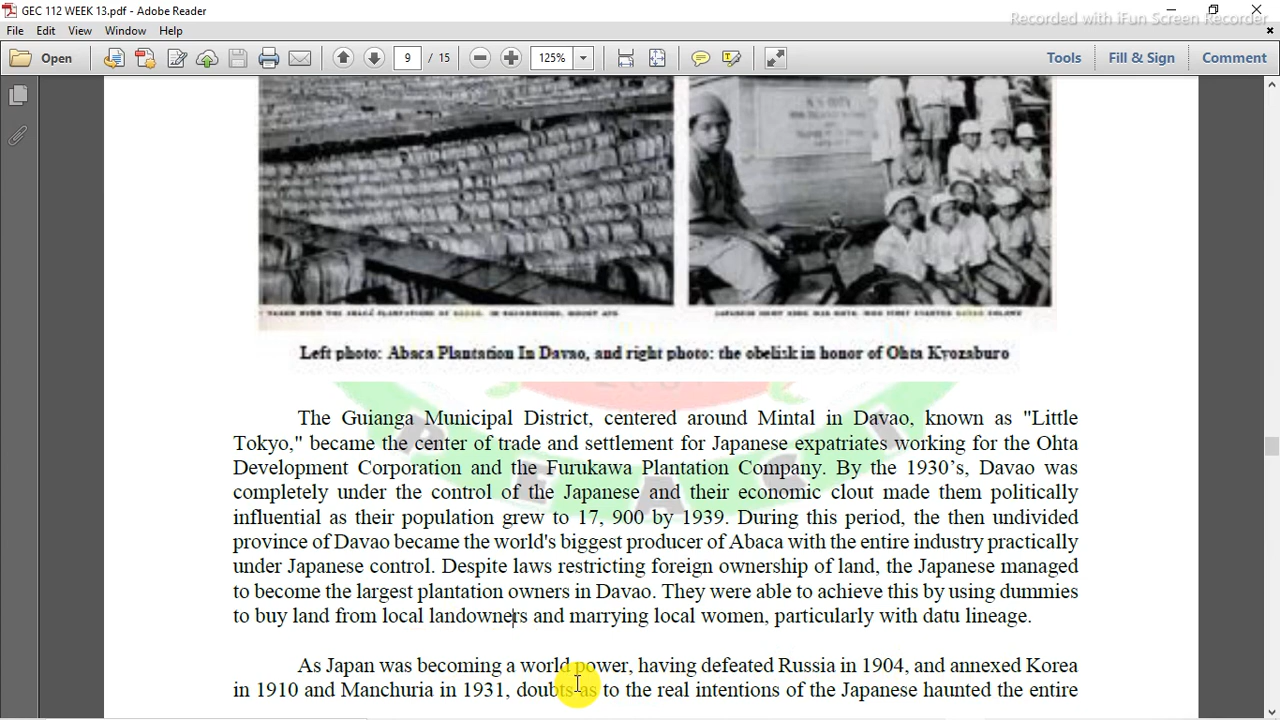 GEC 112 WEEK 13.pdf - Adobe Reader
Recorded with iFun Screen Recorder
File Edit View Window Help
Open 9 / 15 125% Tools Fill & Sign Comment
Left photo: Abaca Plantation In Davao, and right photo: the obelisk in honor of Ohta Kyozaburo
The Guianga Municipal District, centered around Mintal in Davao, known as "Little
Tokyo," became the center of trade and settlement for Japanese expatriates working for the Ohta
Development Corporation and the Furukawa Plantation Company. By the 1930's, Davao was
completely under the control of the Japanese and their economic clout made them politically
influential as their population grew to 17, 900 by 1939. During this period, the then undivided
province of Davao became the world's biggest producer of Abaca with the entire industry practically
under Japanese control. Despite laws restricting foreign ownership of land, the Japanese managed
to become the largest plantation owners in Davao. They were able to achieve this by using dummies
to buy land from local landowners and marrying local women, particularly with datu lineage.
As Japan was becoming a world power, having defeated Russia in 1904, and annexed Korea
in 1910 and Manchuria in 1931, doubts as to the real intentions of the Japanese haunted the entire